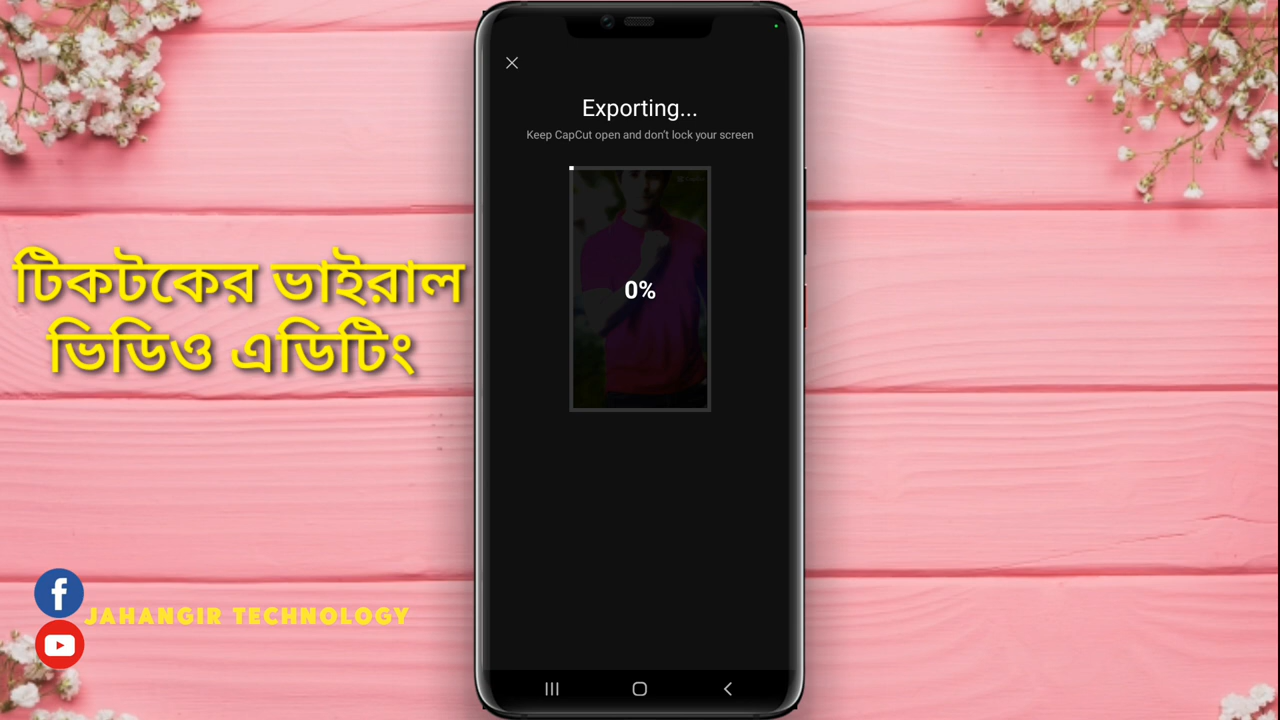 Exporting...
Keep CapCut open and don't lock your screen
0%
টিকটকের ভাইরাল
ভিডিও এডিটিং
JAHANGIR TECHNOLOGY